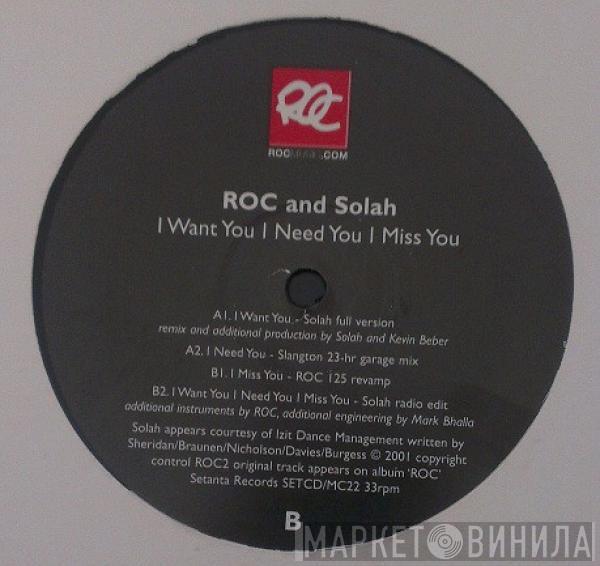 ROC
ROCMUSIC.COM
ROC and Solah
I Want You I Need You I Miss You
A1. I Want You - Solah full version
remix and additional production by Solah and Kevin Beber
A2. I Need You - Slangton 23-hr garage mix
B1. I Miss You - ROC 125 revamp
B2. I Want You I Need You I Miss You - Solah radio edit
additional instruments by ROC, additional engineering by Mark Bhalla
Solah appears courtesy of Izit Dance Management written by
Sheridan/Braunen/Nicholson/Davies/Burgess © 2001 copyright
control ROC2 original track appears on album 'ROC'
Setanta Records SETCD/MC22 33rpm
B
МАРКЕТ ВИНИЛА